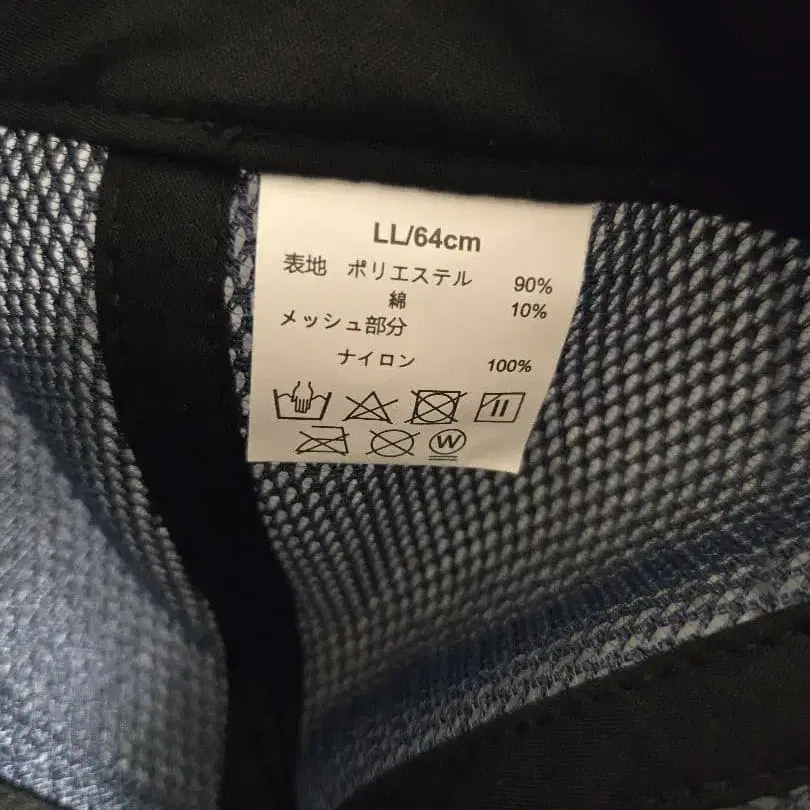 LL/64cm
表地 ポリエステル 90%
綿 10%
メッシュ部分
ナイロン 100%
W